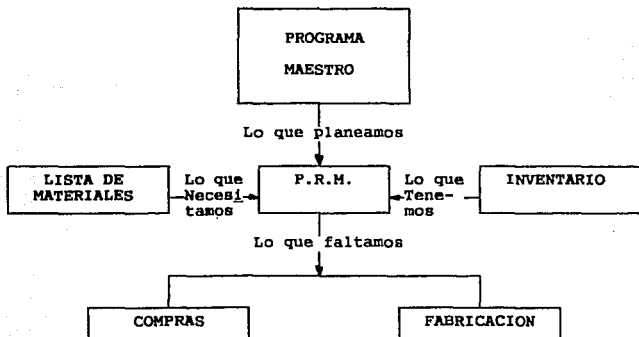 PROGRAMA
MAESTRO
Lo que planeamos
LISTA DE
MATERIALES
Lo que
Necesi
tamos
P.R.M.
Lo que
Tene-
mos
INVENTARIO
Lo que faltamos
COMPRAS
FABRICACION